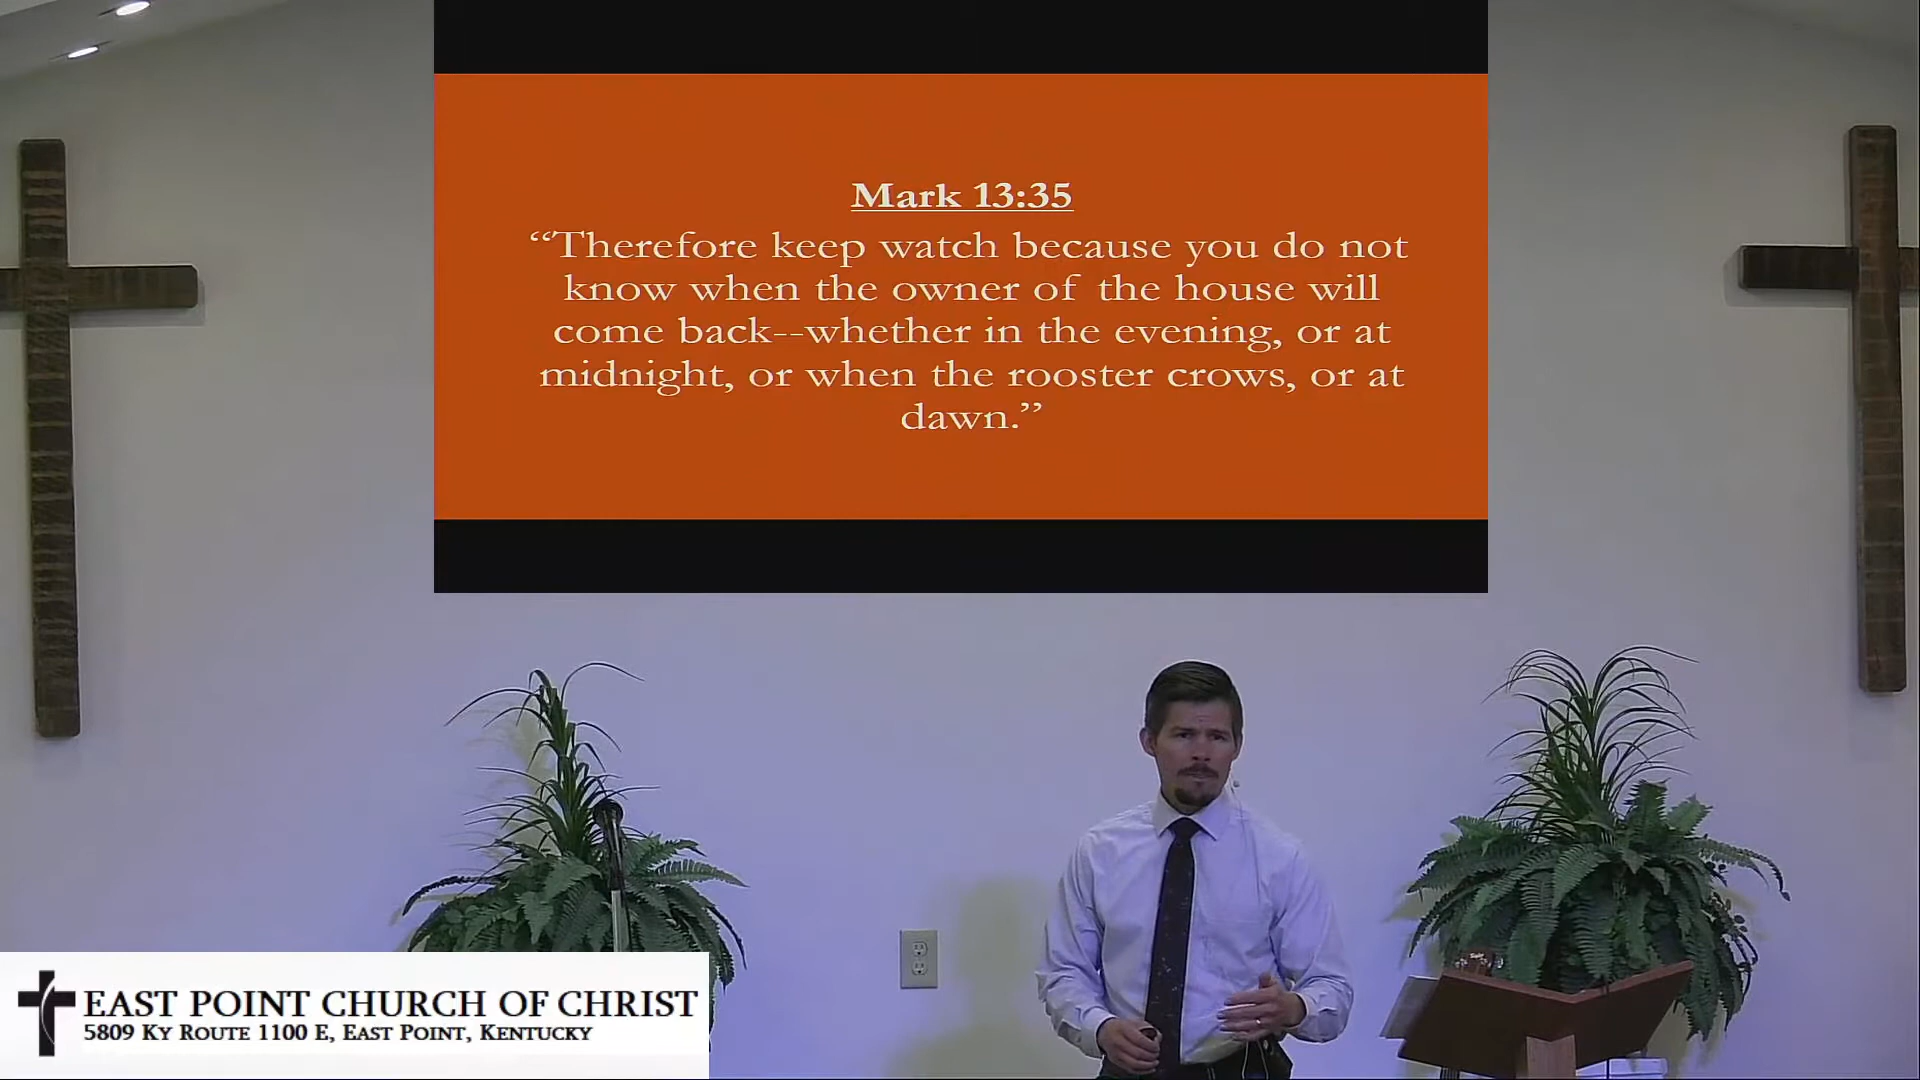 Mark 13:35
“Therefore keep watch because you do not
know when the owner of the house will
come back--whether in the evening, or at
midnight, or when the rooster crows, or at
dawn.”
EAST POINT CHURCH OF CHRIST
5809 KY ROUTE 1100 E, EAST POINT, KENTUCKY